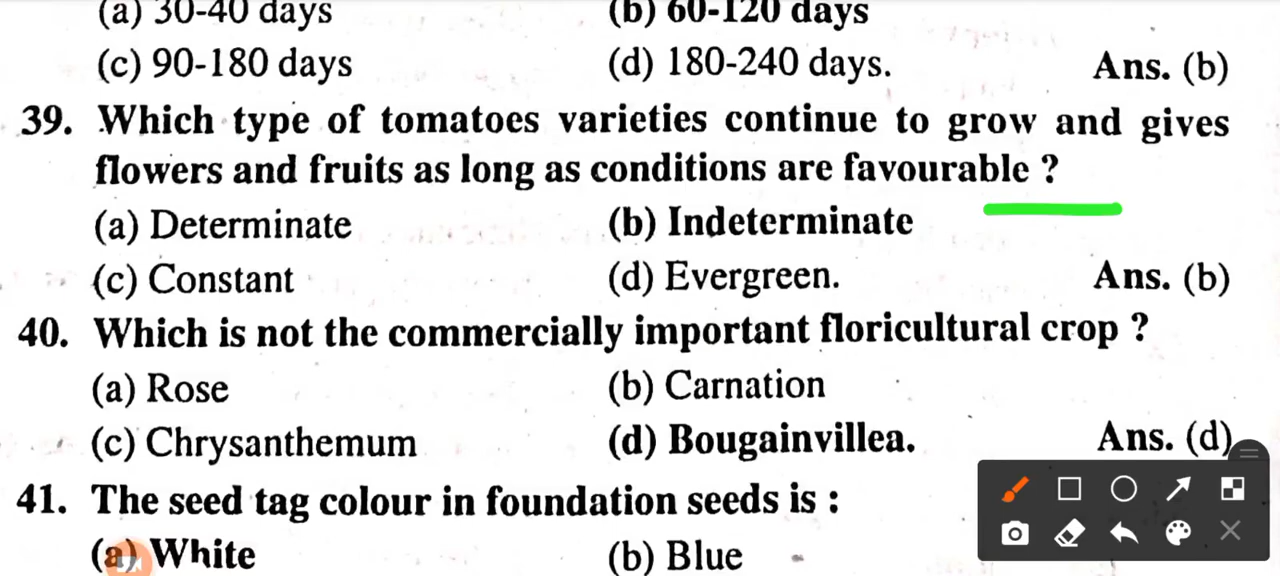 (a) 30-40 days (b) 60-120 days
(c) 90-180 days (d) 180-240 days. Ans. (b)
39. Which type of tomatoes varieties continue to grow and gives
flowers and fruits as long as conditions are favourable ?
(a) Determinate (b) Indeterminate
(c) Constant (d) Evergreen. Ans. (b)
40. Which is not the commercially important floricultural crop ?
(a) Rose (b) Carnation
(c) Chrysanthemum (d) Bougainvillea. Ans. (d)
41. The seed tag colour in foundation seeds is :
(a) White (b) Blue